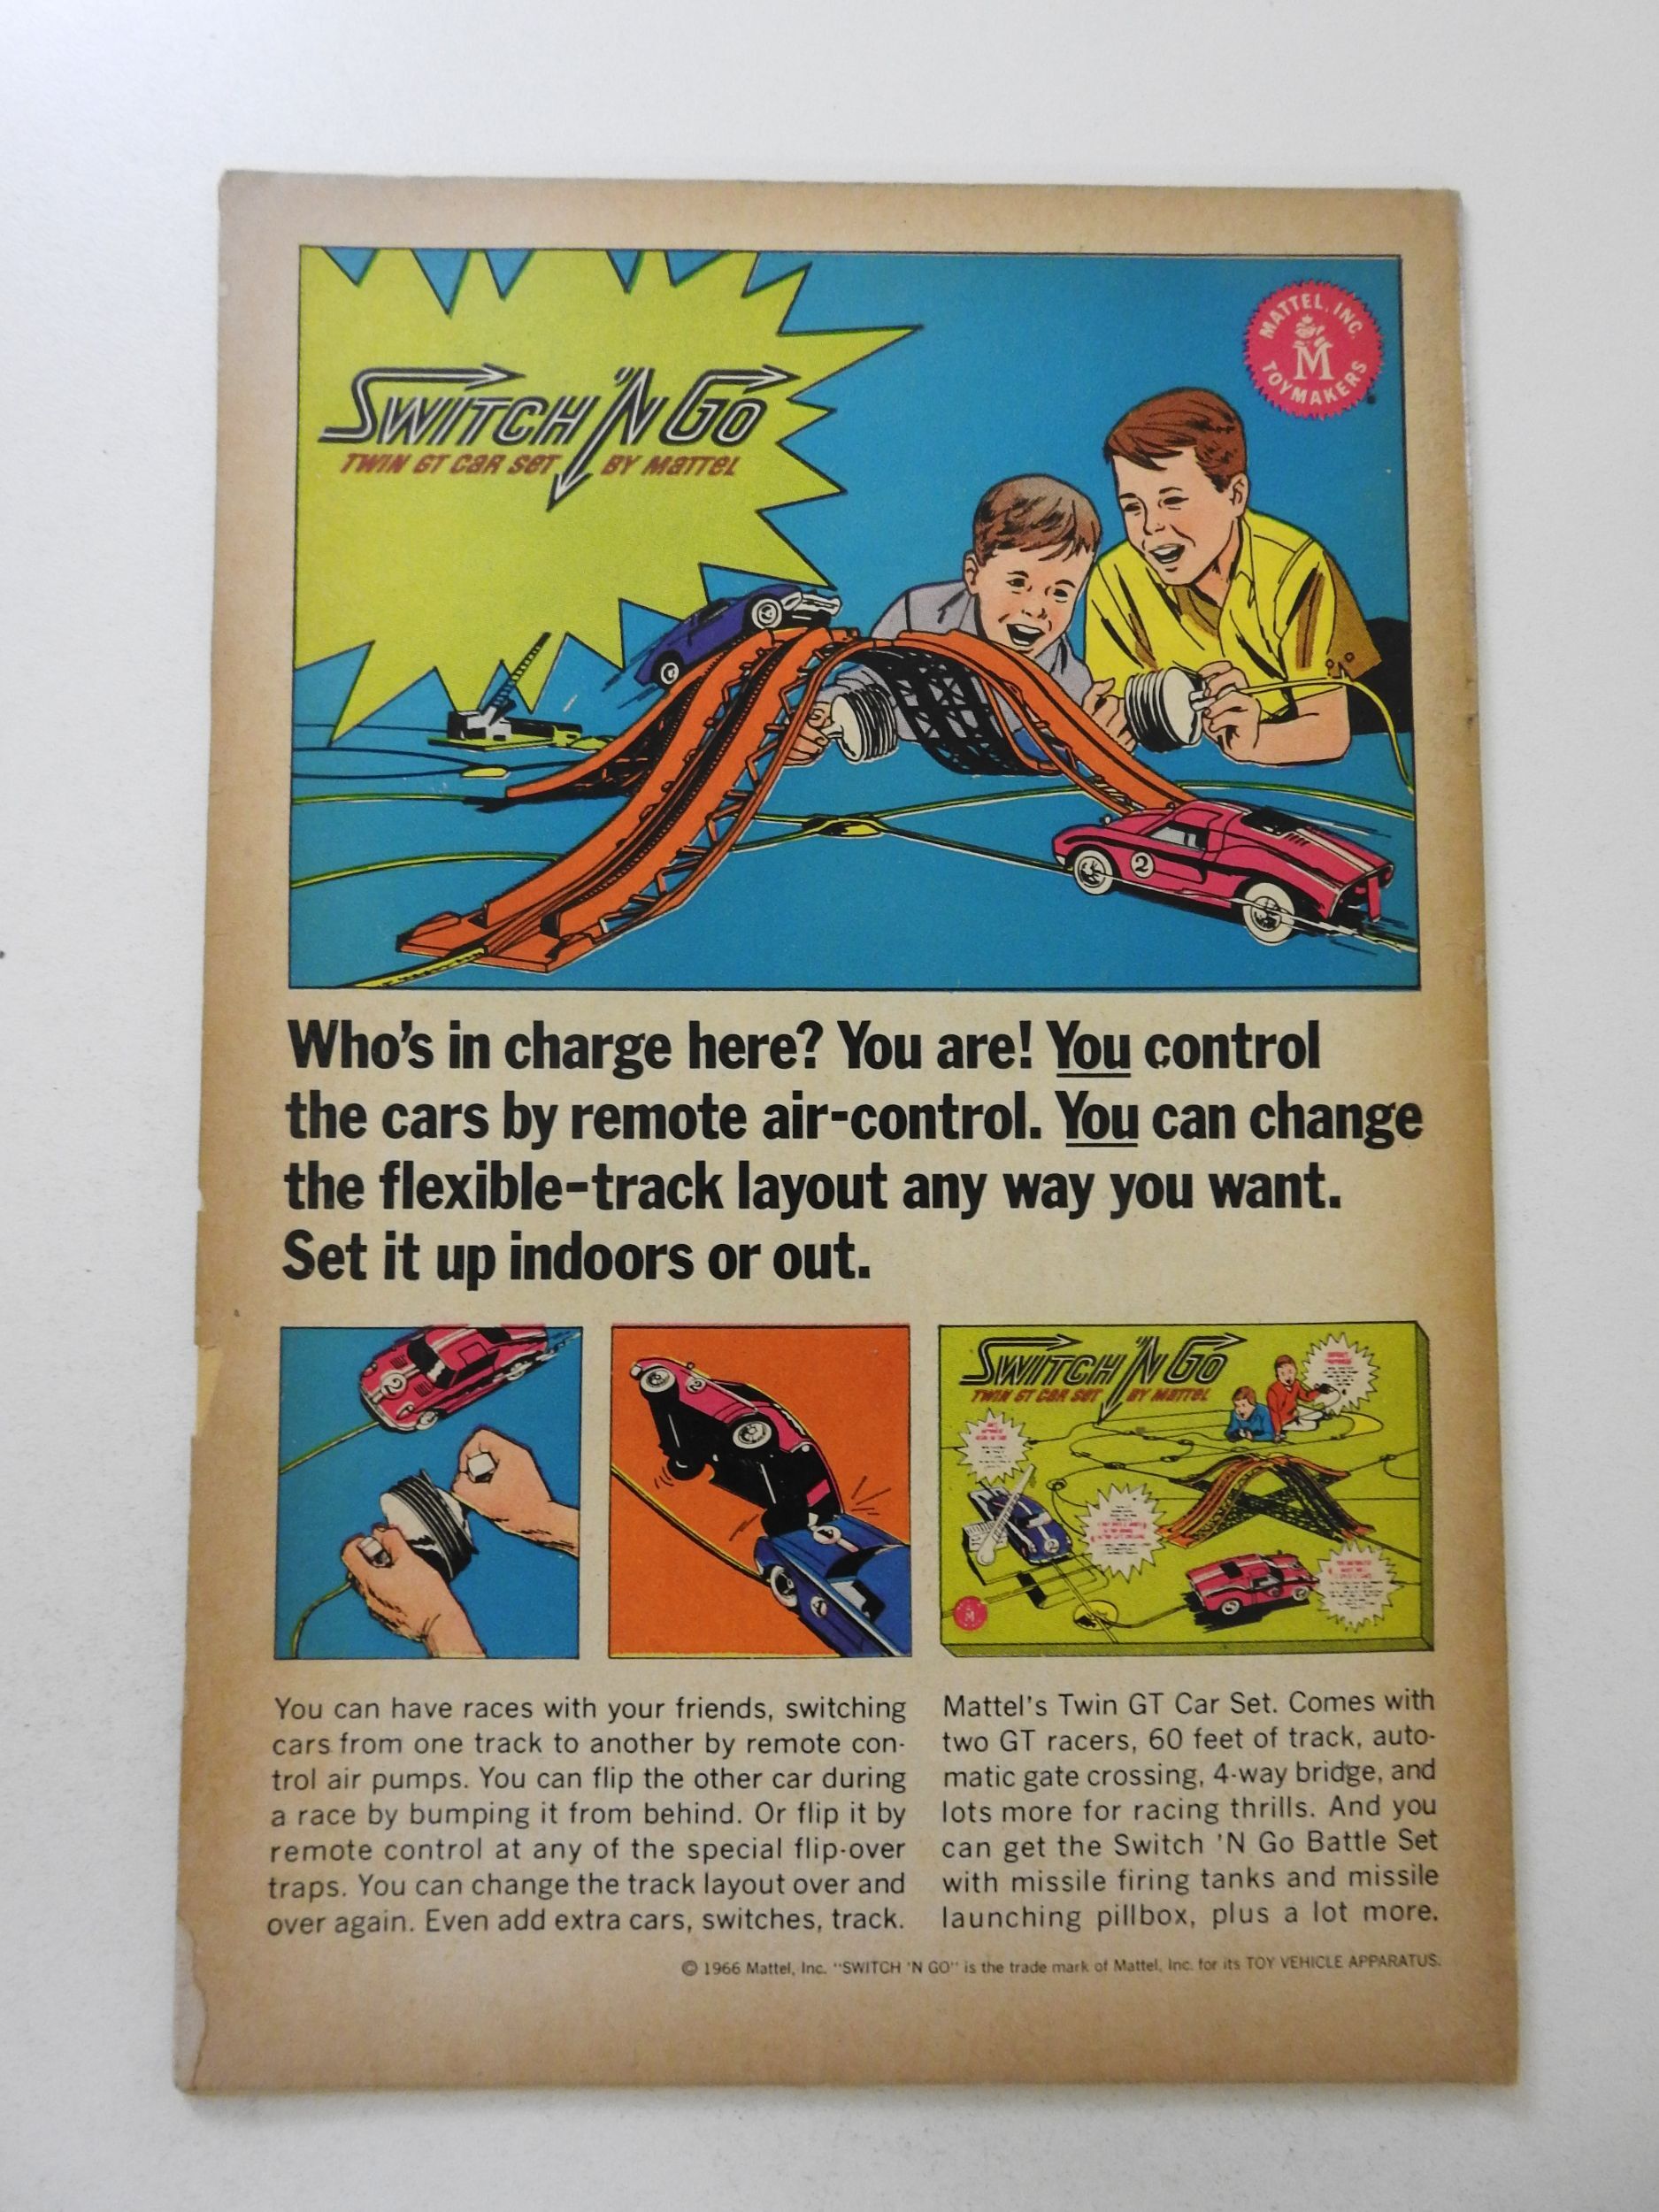 SWITCH 'N GO
TWIN GT CAR SET BY MATTEL
MATTEL, INC.
M
TOYMAKERS
2
Who's in charge here? You are! You control
the cars by remote air-control. You can change
the flexible-track layout any way you want.
Set it up indoors or out.
2
2
SWITCH 'N GO
TWIN GT CAR SET BY MATTEL
2
M
You can have races with your friends, switching
cars from one track to another by remote con-
trol air pumps. You can flip the other car during
a race by bumping it from behind. Or flip it by
remote control at any of the special flip-over
traps. You can change the track layout over and
over again. Even add extra cars, switches, track.
Mattel's Twin GT Car Set. Comes with
two GT racers, 60 feet of track, auto-
matic gate crossing, 4-way bridge, and
lots more for racing thrills. And you
can get the Switch 'N Go Battle Set
with missile firing tanks and missile
launching pillbox, plus a lot more.
© 1966 Mattel, Inc. "SWITCH 'N GO" is the trade mark of Mattel, Inc. for its TOY VEHICLE APPARATUS.